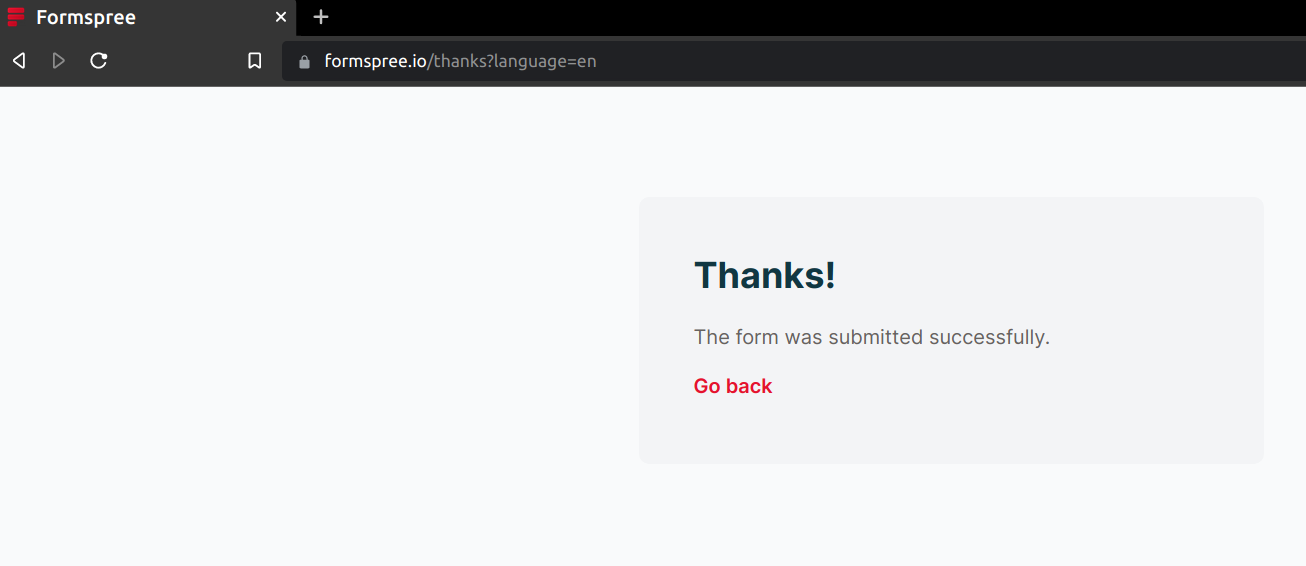 Formspree
formspree.io/thanks?language=en
Thanks!
The form was submitted successfully.
Go back